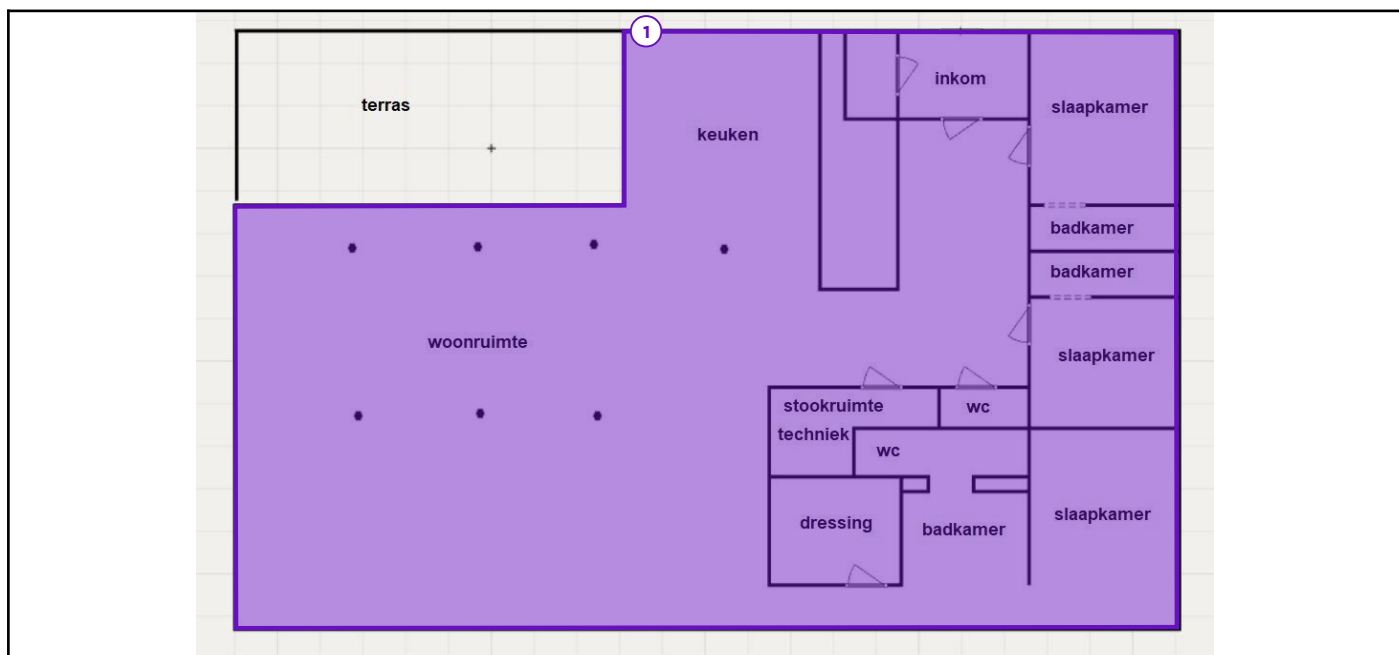 1
terras
keuken
inkom
slaapkamer
badkamer
badkamer
woonruimte
slaapkamer
stookruimte
wc
techniek
wc
dressing
badkamer
slaapkamer